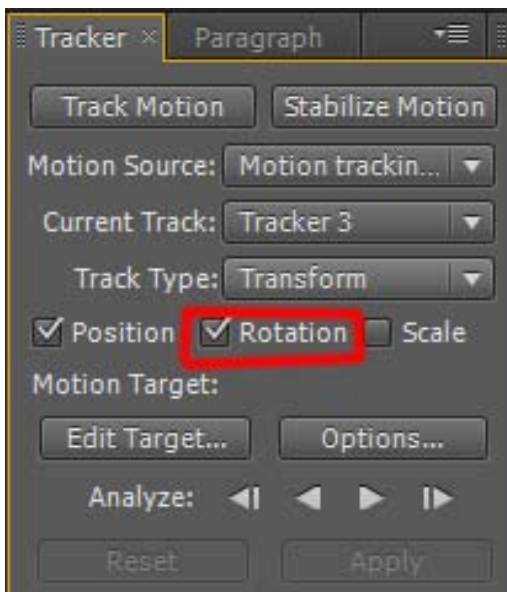 Tracker × Paragraph
Track Motion Stabilize Motion
Motion Source: Motion trackin...
Current Track: Tracker 3
Track Type: Transform
Position Rotation Scale
Motion Target:
Edit Target... Options...
Analyze:
Reset Apply